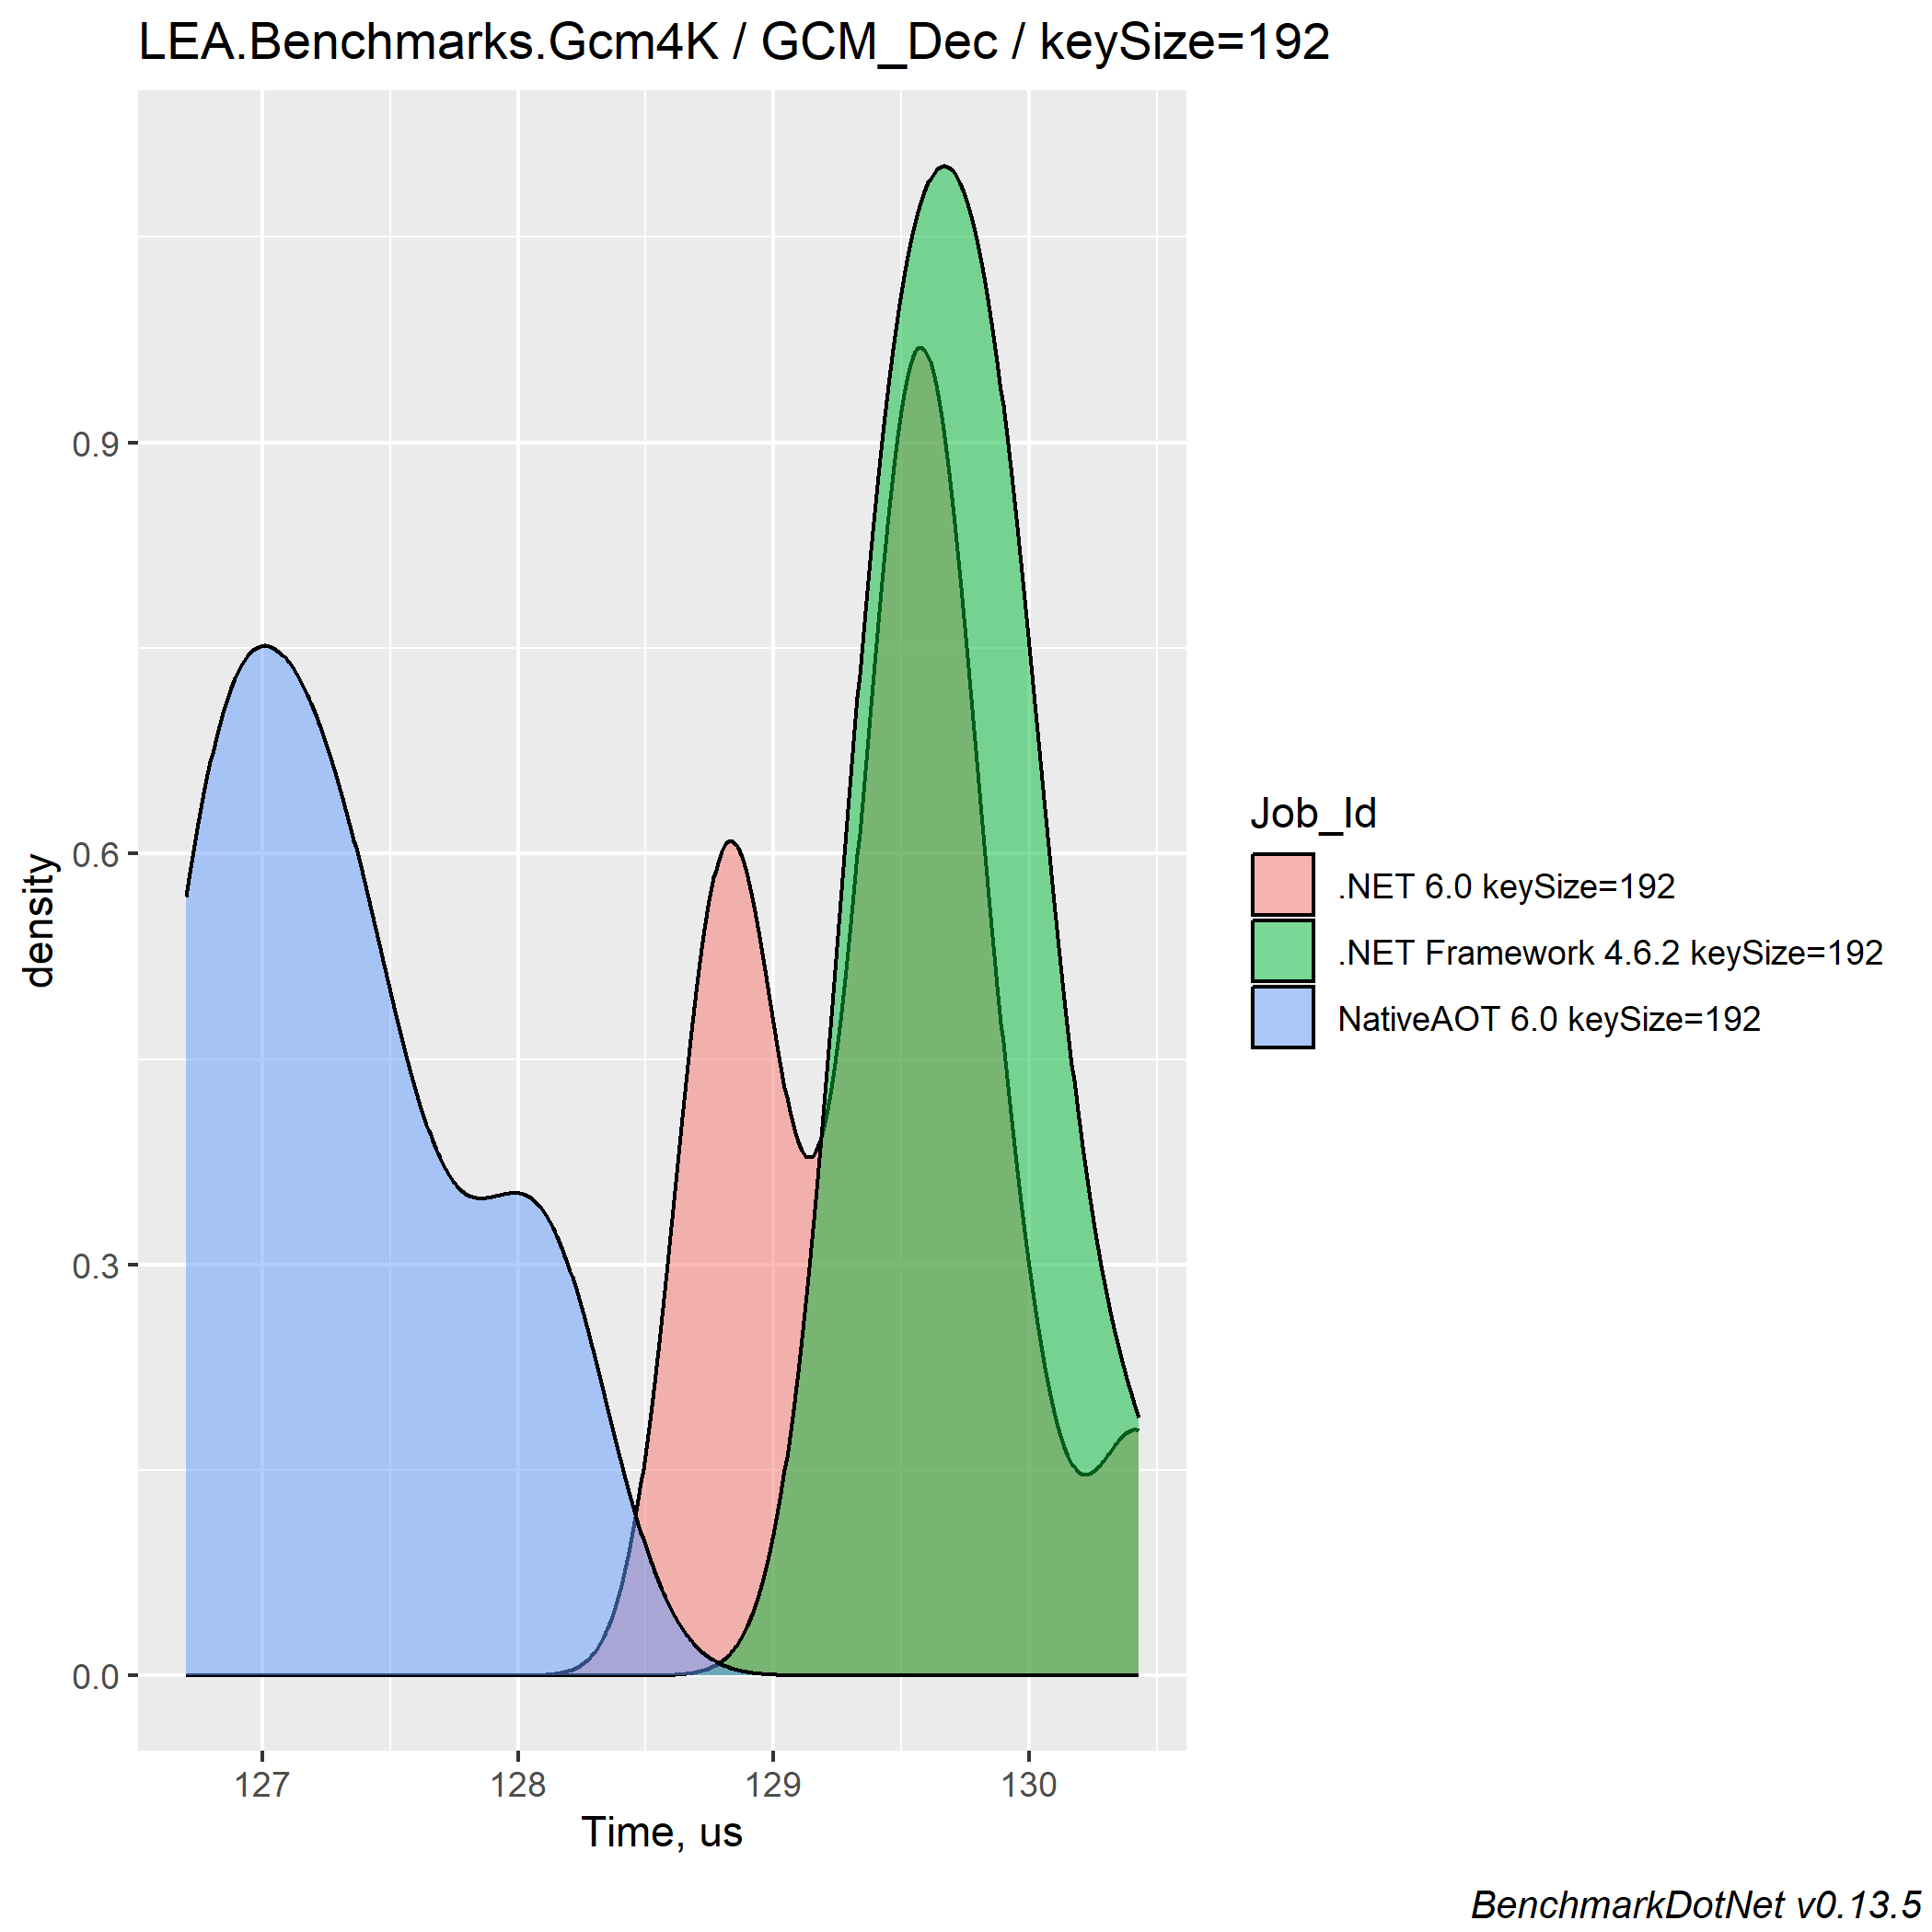 LEA.Benchmarks.Gcm4K / GCM_Dec / keySize=192
density
0.9
0.6
0.3
0.0
127 128 129 130
Time, us
Job_Id
.NET 6.0 keySize=192
.NET Framework 4.6.2 keySize=192
NativeAOT 6.0 keySize=192
BenchmarkDotNet v0.13.5